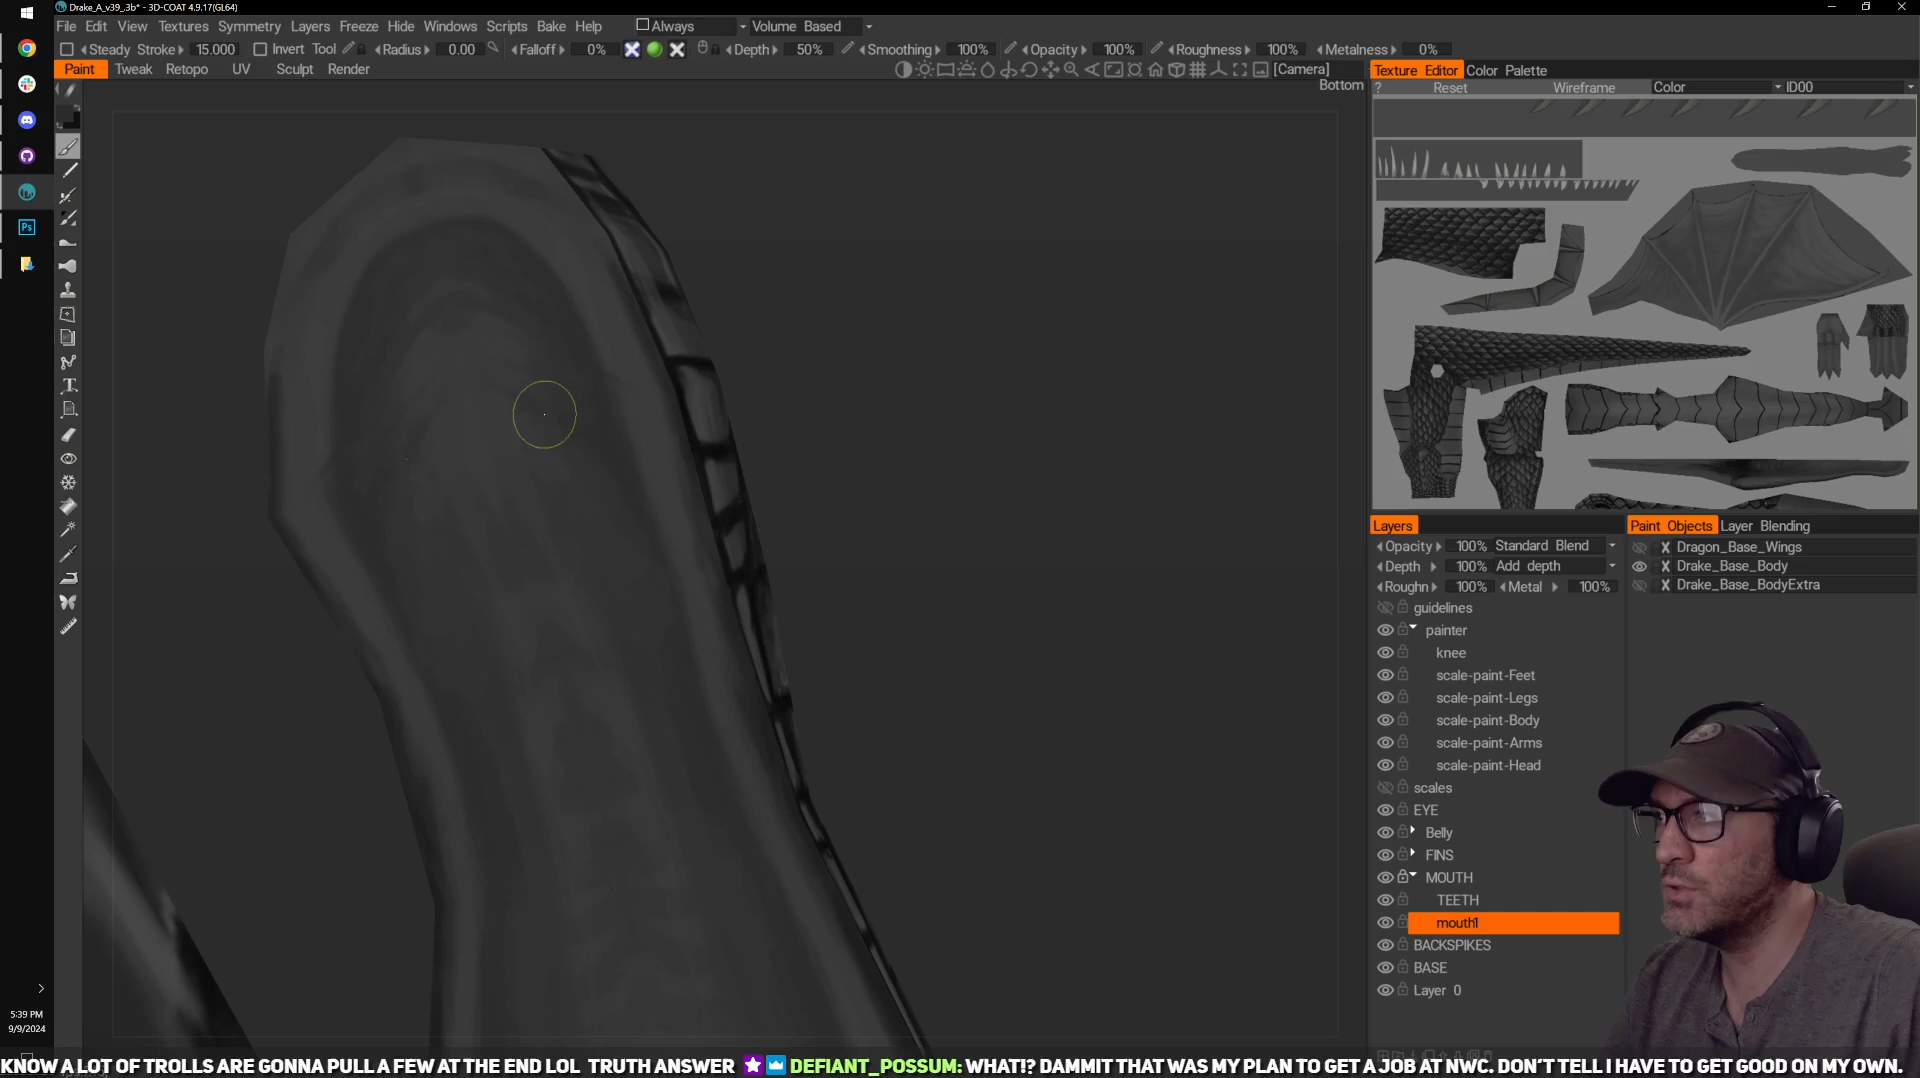 Drake_A_v39_.3b* - 3D-COAT 4.9.17(GL64)
File Edit View Textures Symmetry Layers Freeze Hide Windows Scripts Bake Help Always Volume Based
Steady Stroke 15.000 Invert Tool Radius 0.00 Falloff 0% Depth 50% Smoothing 100% Opacity 100% Roughness 100% Metalness 0%
Paint Tweak Retopo UV Sculpt Render [Camera]
Bottom
Texture Editor Color Palette
? Reset Wireframe Color ID00
Layers
Opacity 100% Standard Blend
Depth 100% Add depth
Roughn 100% Metal 100%
guidelines
painter
knee
scale-paint-Feet
scale-paint-Legs
scale-paint-Body
scale-paint-Arms
scale-paint-Head
scales
EYE
Belly
FINS
MOUTH
TEETH
mouth1
BACKSPIKES
BASE
Layer 0
Paint Objects Layer Blending
X Dragon_Base_Wings
X Drake_Base_Body
X Drake_Base_BodyExtra
Ps
5:39 PM
9/9/2024
KNOW A LOT OF TROLLS ARE GONNA PULL A FEW AT THE END LOL TRUTH ANSWER DEFIANT_POSSUM: WHAT!? DAMMIT THAT WAS MY PLAN TO GET A JOB AT NWC. DON'T TELL I HAVE TO GET GOOD ON MY OWN.